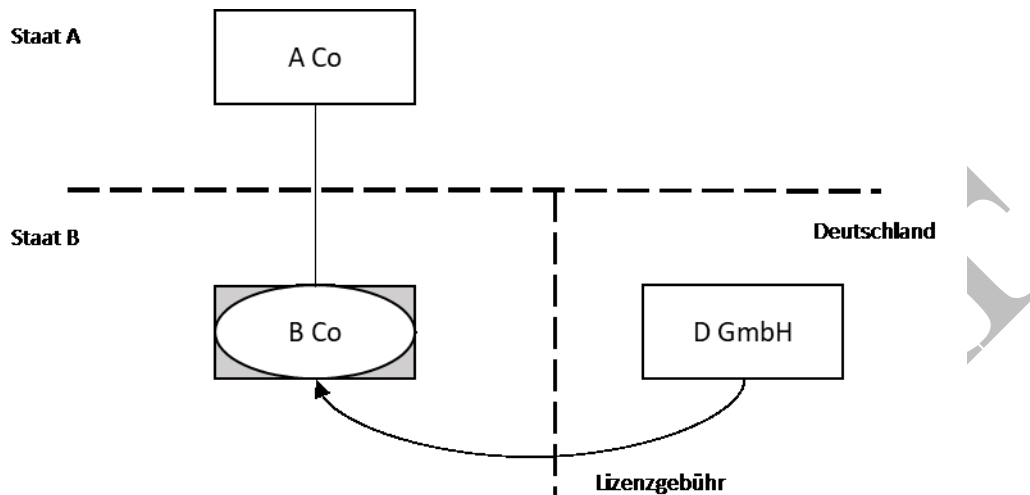 Staat A
A Co
Staat B
Deutschland
B Co
D GmbH
Lizenzgebühr